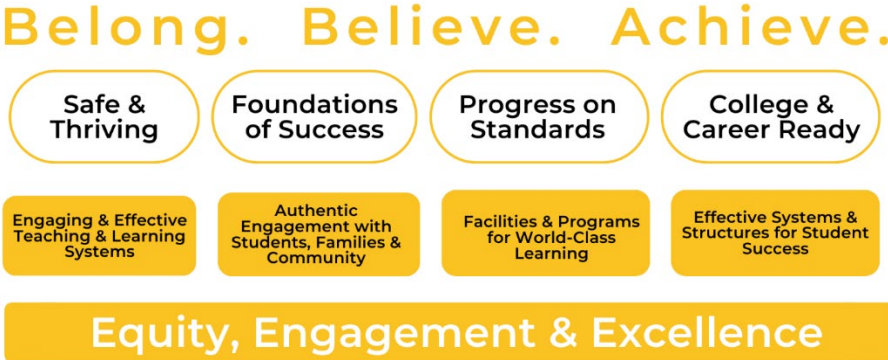 Belong. Believe. Achieve.
Safe &
Thriving
Foundations
of Success
Progress on
Standards
College &
Career Ready
Engaging & Effective
Teaching & Learning
Systems
Authentic
Engagement with
Students, Families &
Community
Facilities & Programs
for World-Class
Learning
Effective Systems &
Structures for Student
Success
Equity, Engagement & Excellence